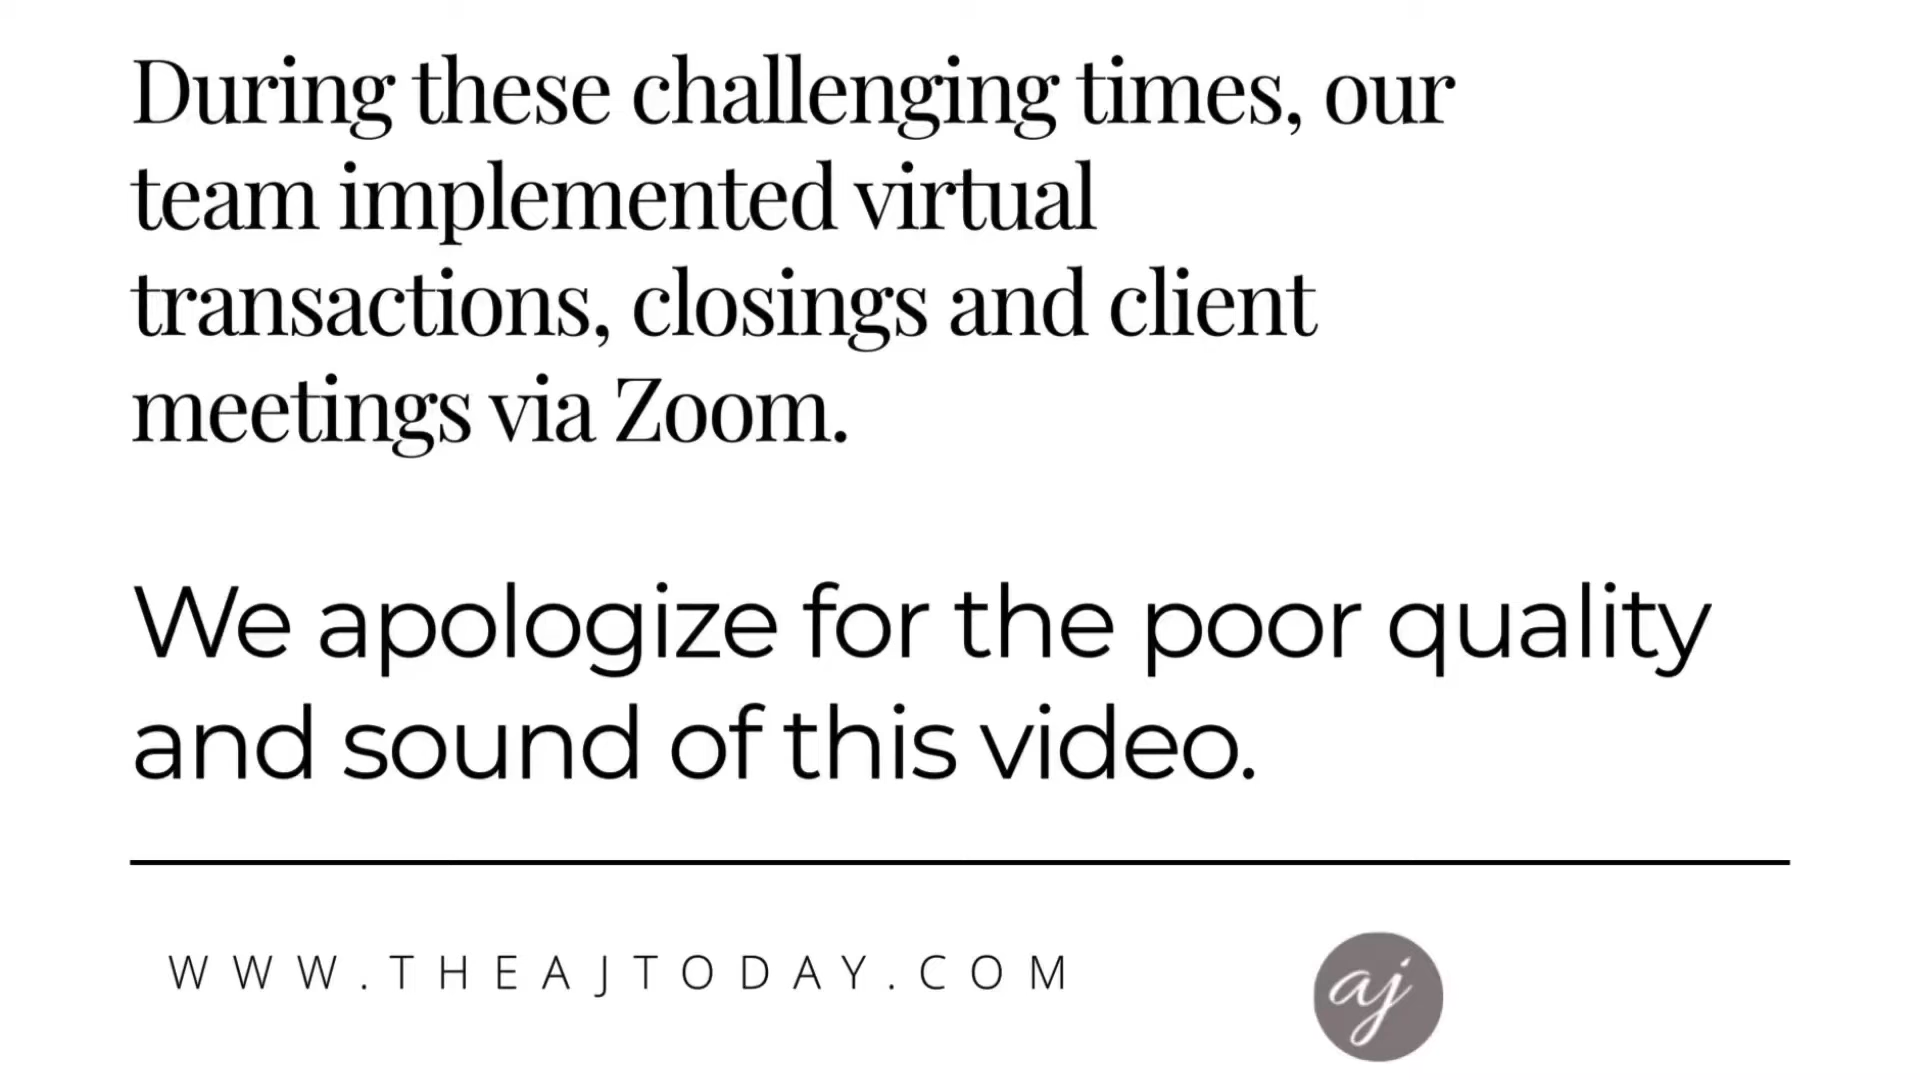 During these challenging times, our
team implemented virtual
transactions, closings and client
meetings via Zoom.
We apologize for the poor quality
and sound of this video.
WWW.THEAJTODAY.COM
aj